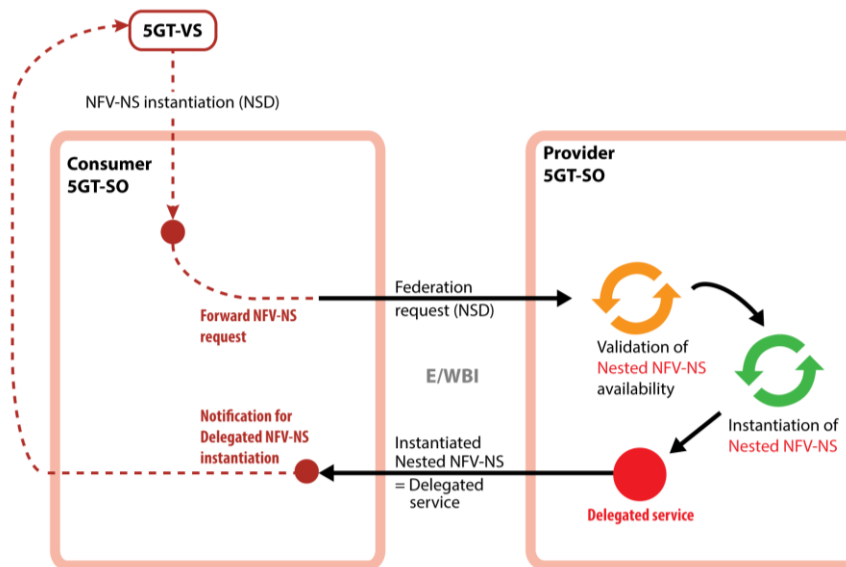 5GT-VS
NFV-NS instantiation (NSD)
Consumer
5GT-SO
Provider
5GT-SO
Forward NFV-NS
request
Federation
request (NSD)
Validation of
Nested NFV-NS
availability
E/WBI
Instantiation of
Nested NFV-NS
Notification for
Delegated NFV-NS
instantiation
Instantiated
Nested NFV-NS
= Delegated
service
Delegated service